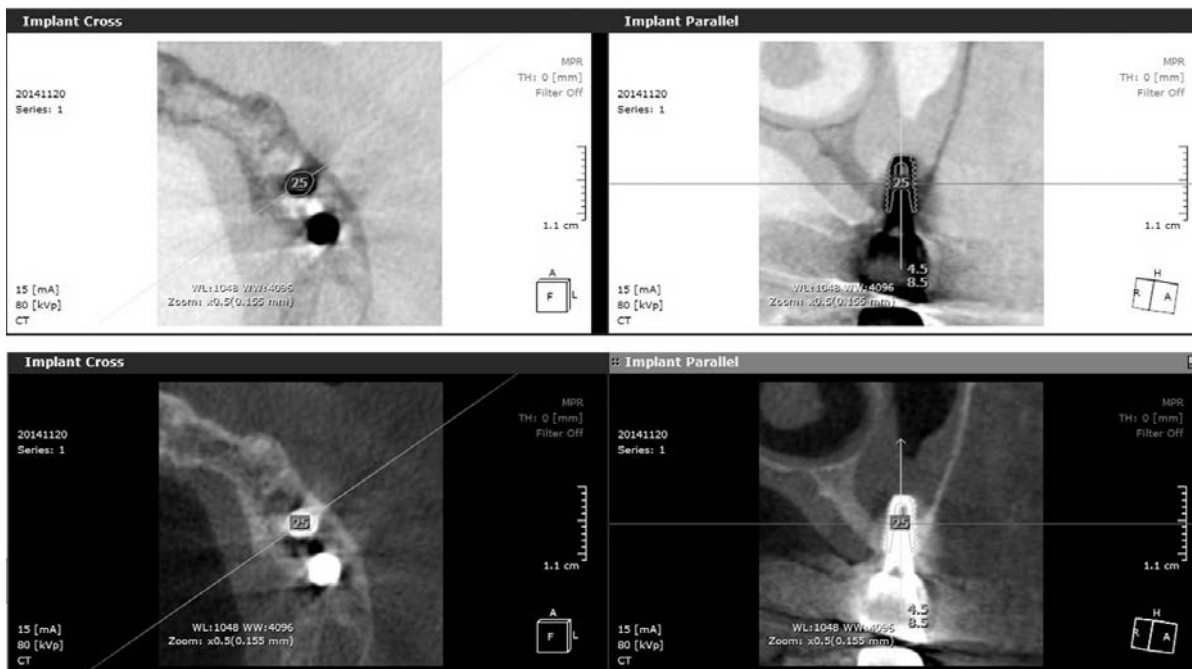 Implant Cross
MPR
TH: 0 [mm]
Filter Off
20141120
Series: 1
25
1.1 cm
WL:1048 WW:4096
Zoom: x0.5(0.155 mm)
15 [mA]
80 [kVp]
CT
A
F
L
Implant Parallel
MPR
TH: 0 [mm]
Filter Off
20141120
Series: 1
25
1.1 cm
4.5
8.5
WL:1048 WW:4096
Zoom: x0.5(0.155 mm)
15 [mA]
80 [kVp]
CT
H
R
A
Implant Cross
MPR
TH: 0 [mm]
Filter Off
20141120
Series: 1
25
1.1 cm
WL:1048 WW:4096
Zoom: x0.5(0.155 mm)
15 [mA]
80 [kVp]
CT
A
F
L
Implant Parallel
MPR
TH: 0 [mm]
Filter Off
20141120
Series: 1
25
1.1 cm
4.5
8.5
WL:1048 WW:4096
Zoom: x0.5(0.155 mm)
15 [mA]
80 [kVp]
CT
H
R
A